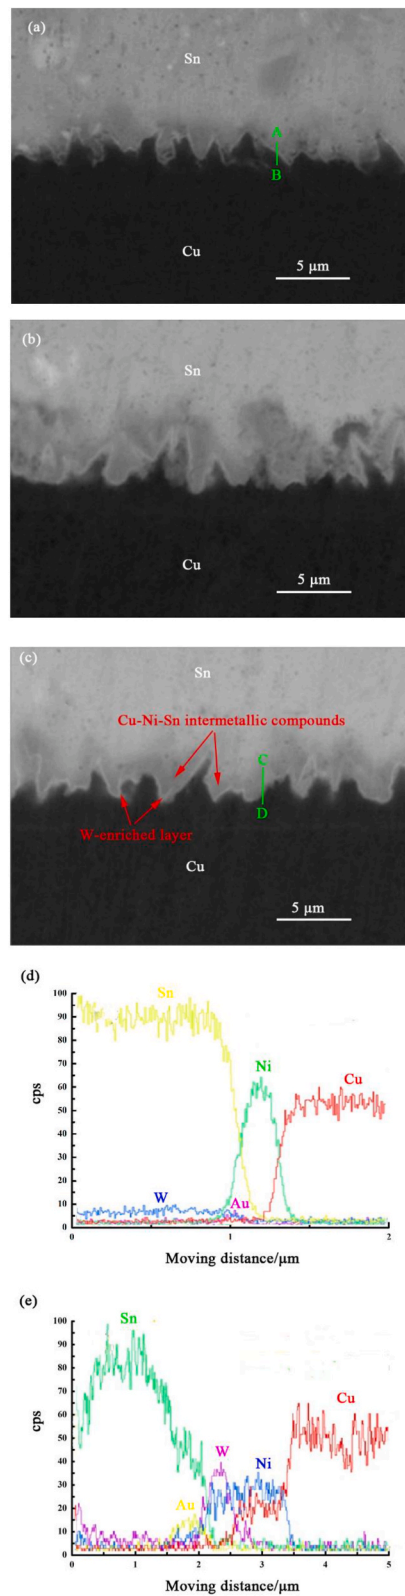 (a)
Sn
A
B
Cu
5 μm
(b)
Sn
Cu
5 μm
(c)
Sn
Cu-Ni-Sn intermetallic compounds
C
D
W-enriched layer
Cu
5 μm
(d)
100
90
80
70
60
50
40
30
20
10
0
cps
Sn
Ni
Cu
W
Au
0 1 2
Moving distance/μm
(e)
100
90
80
70
60
50
40
30
20
10
0
cps
Sn
Cu
W
Ni
Au
0 1 2 3 4 5
Moving distance/μm